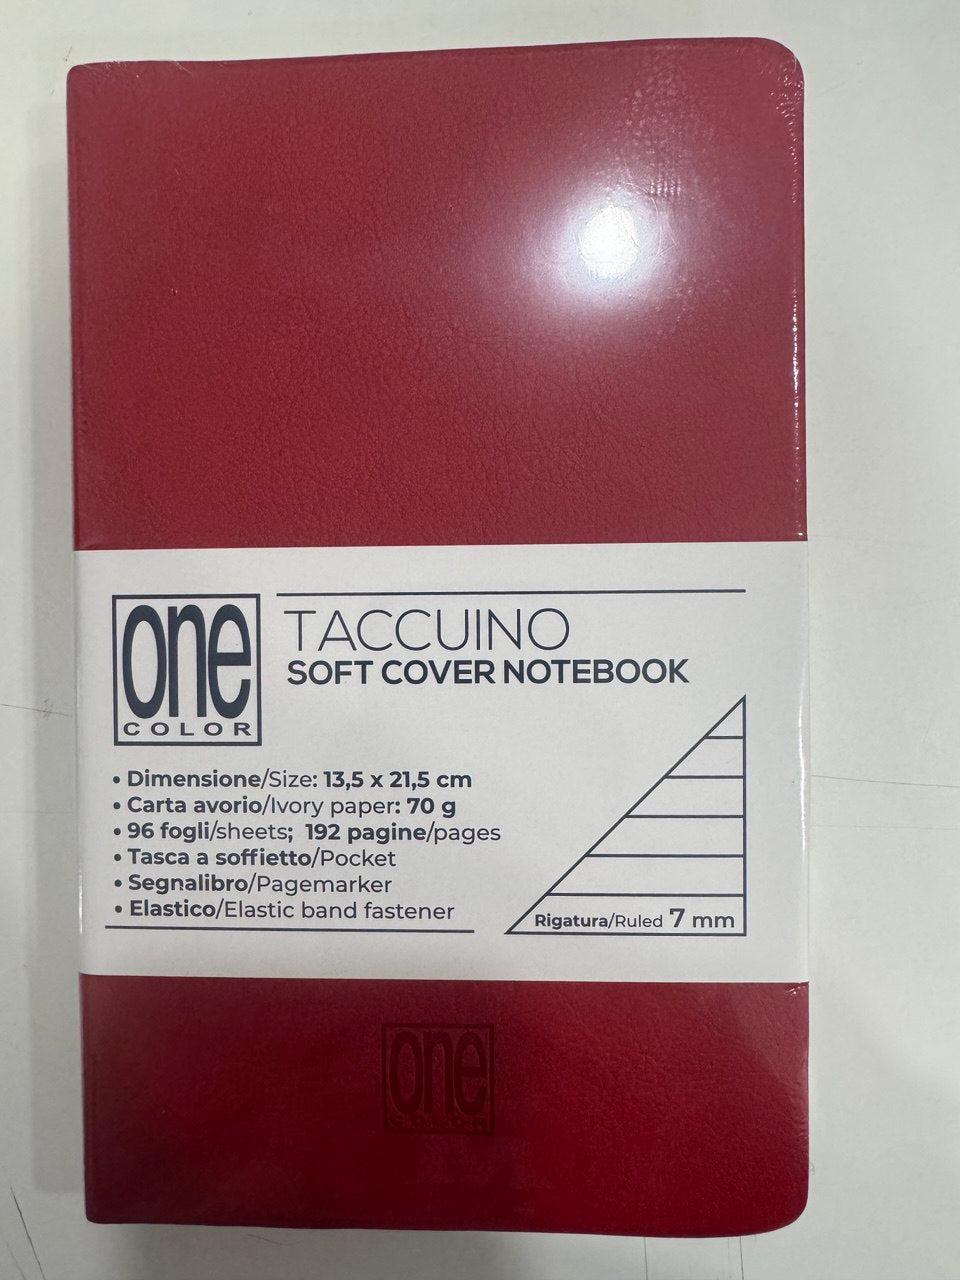 one
COLOR
TACCUINO
SOFT COVER NOTEBOOK
• Dimensione/Size: 13,5 x 21,5 cm
• Carta avorio/Ivory paper: 70 g
• 96 fogli/sheets; 192 pagine/pages
• Tasca a soffietto/Pocket
• Segnalibro/Pagemarker
• Elastico/Elastic band fastener
Rigatura/Ruled 7 mm
one
COLOR